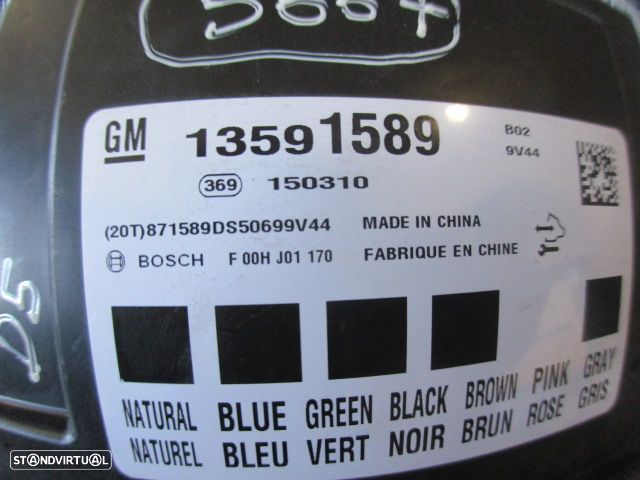 GM 13591589 B02
9V44
369 150310
(20T)871589DS50699V44 MADE IN CHINA
BOSCH F 00H J01 170 FABRIQUE EN CHINE
D5
NATURAL BLUE GREEN BLACK BROWN PINK GRAY
NATUREL BLEU VERT NOIR BRUN ROSE GRIS
STANDVIRTUAL